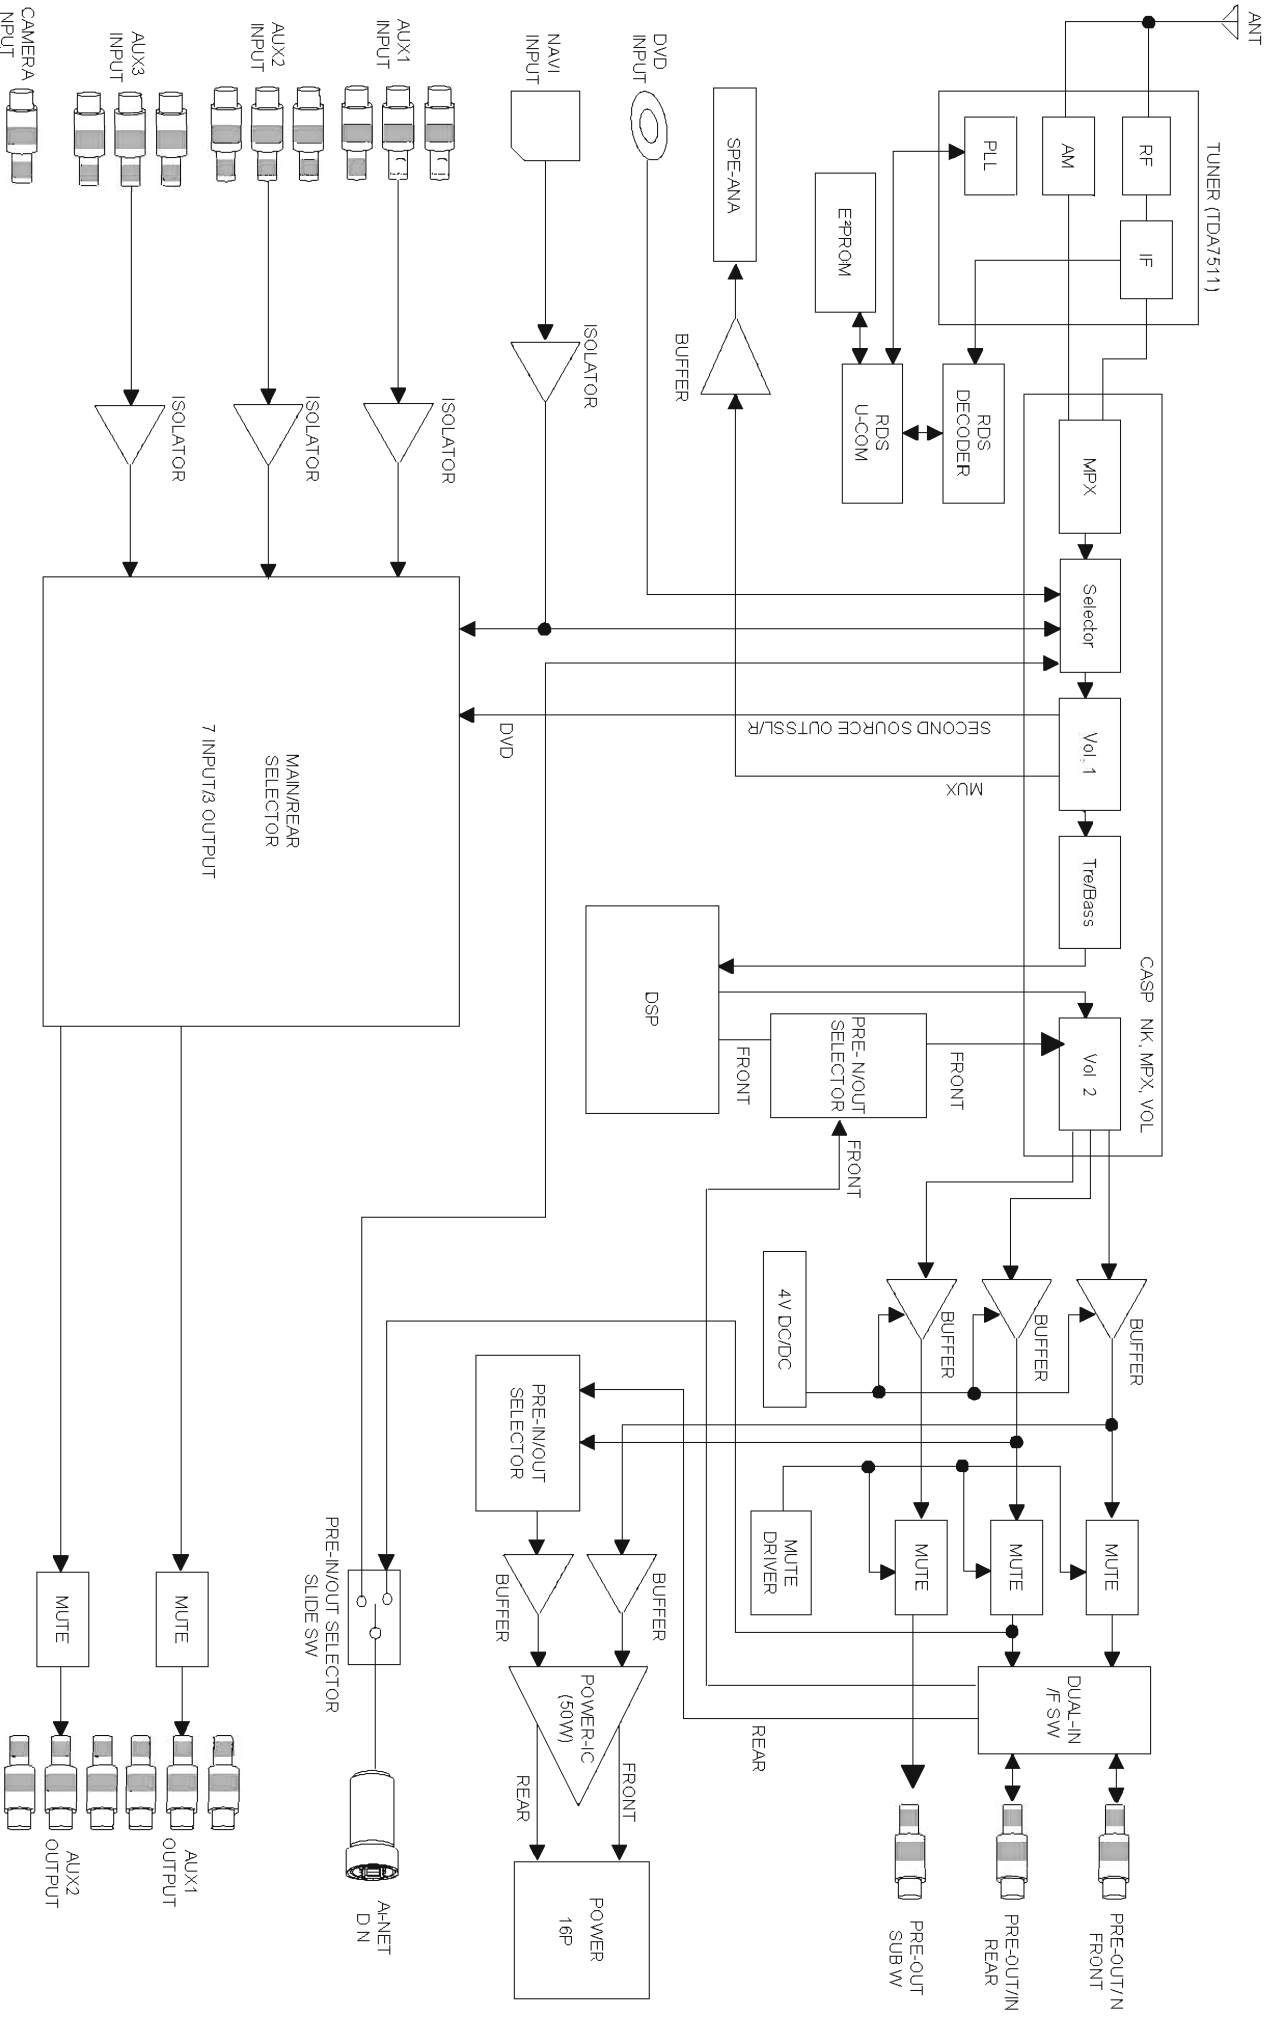 ANT
TUNER (TDA7511)
RF
IF
AM
PLL
E²PROM
RDS
U-COM
RDS
DECODER
SPE-ANA
BUFFER
DVD
INPUT
NAVI
INPUT
ISOLATOR
AUX1
INPUT
ISOLATOR
AUX2
INPUT
ISOLATOR
AUX3
INPUT
ISOLATOR
CAMERA
NPUT
CASP NK, MPX, VOL
MPX
Selector
Vol. 1
Tre/Bass
Vol 2
SECOND SOURCE OUTSSL/R
MUX
DVD
MAIN/REAR
SELECTOR
7 INPUT/3 OUTPUT
DSP
FRONT
PRE- N/OUT
SELECTOR
FRONT
FRONT
BUFFER
BUFFER
BUFFER
4V DC/DC
MUTE
MUTE
MUTE
MUTE
DRIVER
PRE-IN/OUT
SELECTOR
BUFFER
BUFFER
POWER-IC
(50W)
FRONT
REAR
POWER
16P
DUAL-IN
/F SW
REAR
PRE-OUT/ N
FRONT
PRE-OUT/IN
REAR
PRE-OUT
SUB W
PRE-IN/OUT SELECTOR
SLIDE SW
Ai-NET
D N
MUTE
AUX1
OUTPUT
MUTE
AUX2
OUTPUT